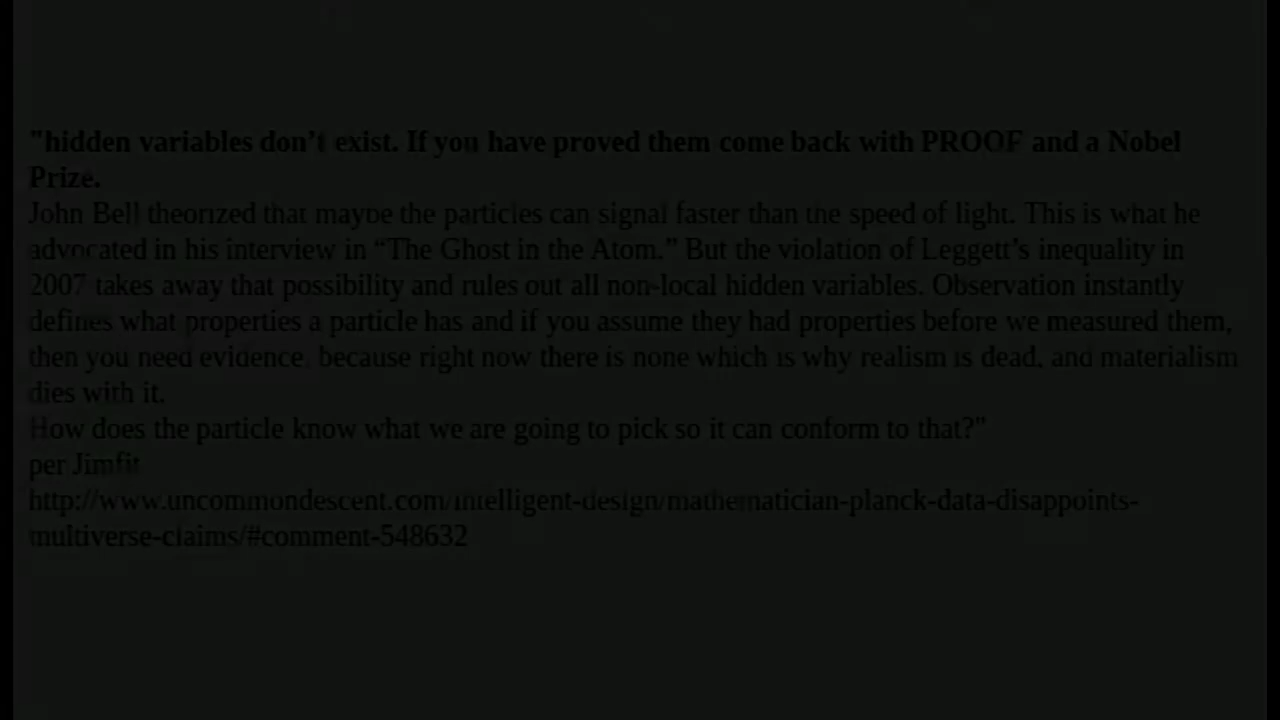 "hidden variables don’t exist. If you have proved them come back with PROOF and a Nobel
Prize.
John Bell theorized that maybe the particles can signal faster than the speed of light. This is what he
advocated in his interview in “The Ghost in the Atom.” But the violation of Leggett’s inequality in
2007 takes away that possibility and rules out all non-local hidden variables. Observation instantly
defines what properties a particle has and if you assume they had properties before we measured them,
then you need evidence, because right now there is none which is why realism is dead, and materialism
dies with it.
How does the particle know what we are going to pick so it can conform to that?"
per Jimfit
http://www.uncommondescent.com/intelligent-design/mathematician-planck-data-disappoints-
multiverse-claims/#comment-548632